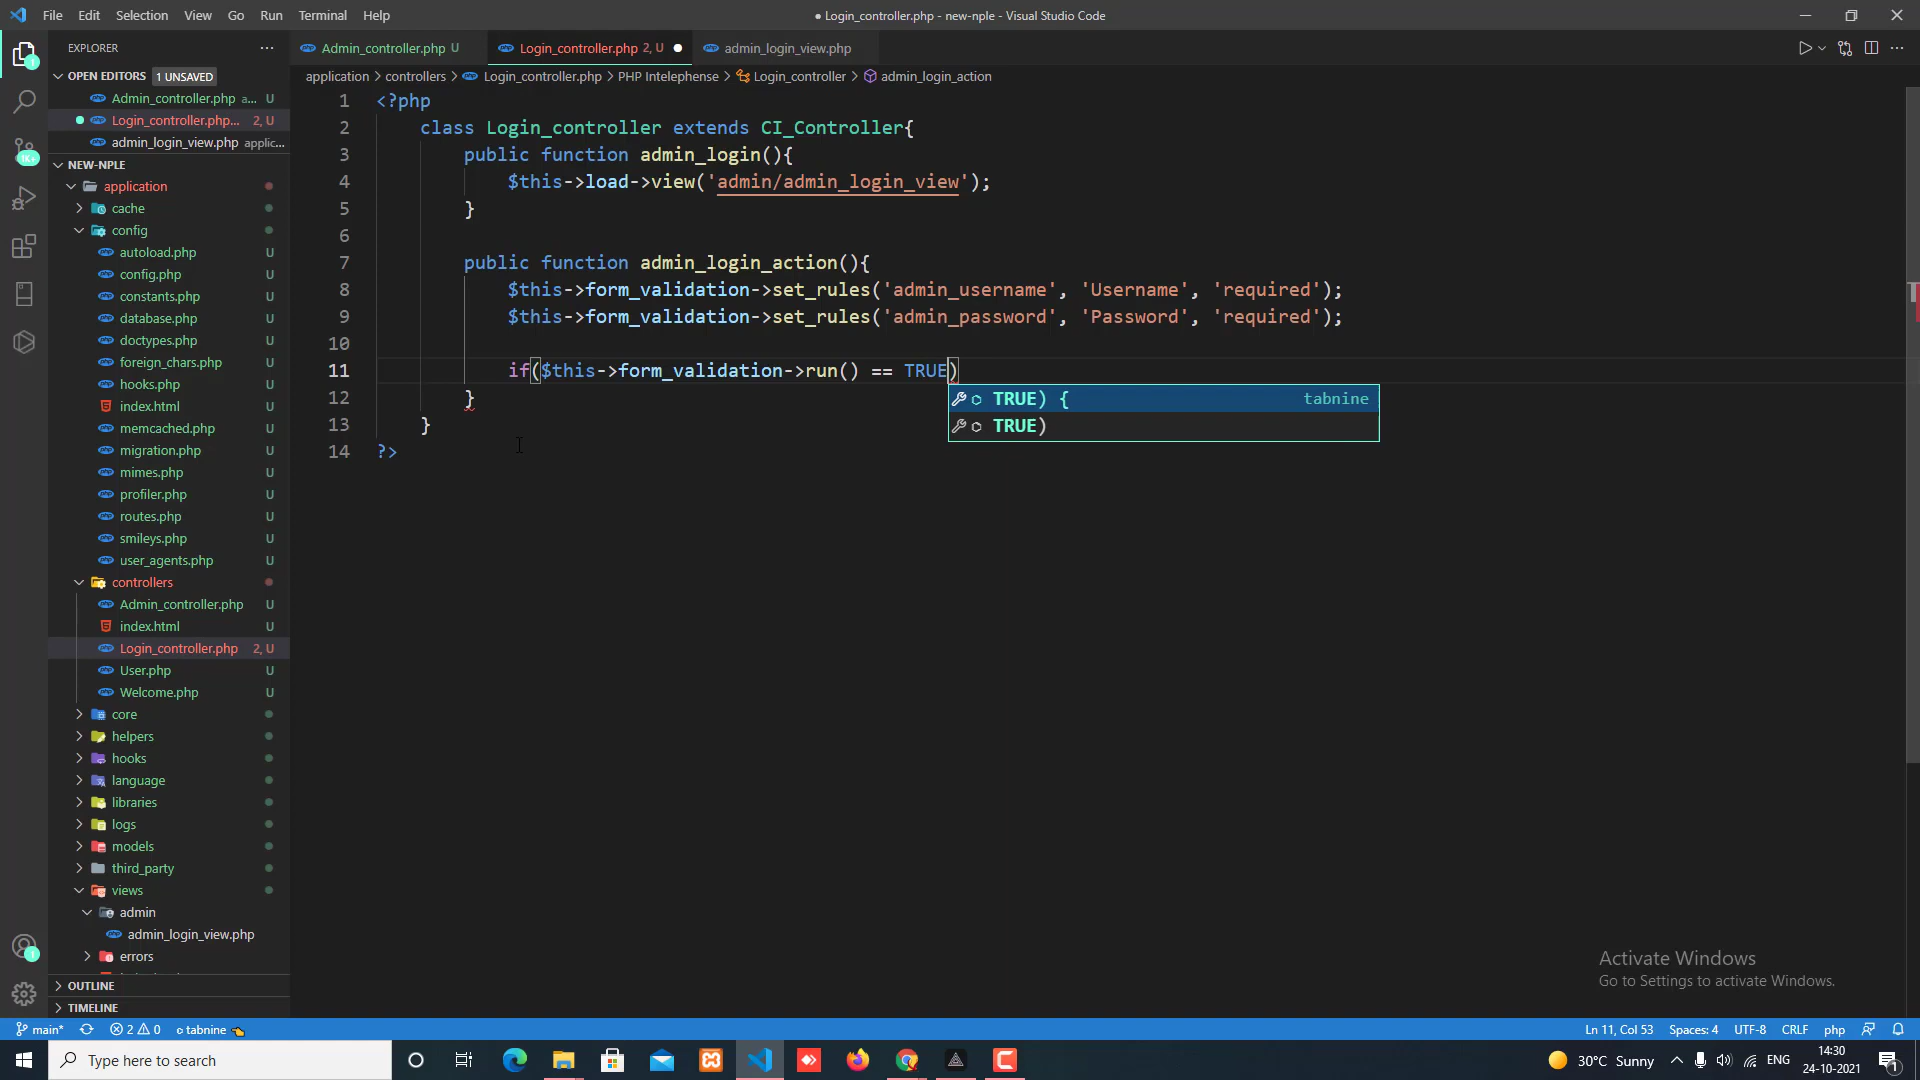 File Edit Selection View Go Run Terminal Help
● Login_controller.php - new-nple - Visual Studio Code
EXPLORER
Admin_controller.php U
Login_controller.php 2, U
admin_login_view.php
OPEN EDITORS 1 UNSAVED
application > controllers > Login_controller.php > PHP Intelephense > Login_controller > admin_login_action
Admin_controller.php a... U
Login_controller.php... 2, U
admin_login_view.php applic...
NEW-NPLE
application
cache
config
autoload.php U
config.php U
constants.php U
database.php U
doctypes.php U
foreign_chars.php U
hooks.php U
index.html U
memcached.php U
migration.php U
mimes.php U
profiler.php U
routes.php U
smileys.php U
user_agents.php U
controllers
Admin_controller.php U
index.html U
Login_controller.php 2, U
User.php U
Welcome.php U
core
helpers
hooks
language
libraries
logs
models
third_party
views
admin
admin_login_view.php
errors
OUTLINE
TIMELINE
1 <?php
2 class Login_controller extends CI_Controller{
3 public function admin_login(){
4 $this->load->view('admin/admin_login_view');
5 }
6
7 public function admin_login_action(){
8 $this->form_validation->set_rules('admin_username', 'Username', 'required');
9 $this->form_validation->set_rules('admin_password', 'Password', 'required');
10
11 if($this->form_validation->run() == TRUE)
12 }
13 }
14 ?>
TRUE) { tabnine
TRUE)
1K+
1
1
Activate Windows
Go to Settings to activate Windows.
main* 2 0 tabnine
Ln 11, Col 53 Spaces: 4 UTF-8 CRLF php
Type here to search
30°C Sunny ENG 14:30
24-10-2021
1